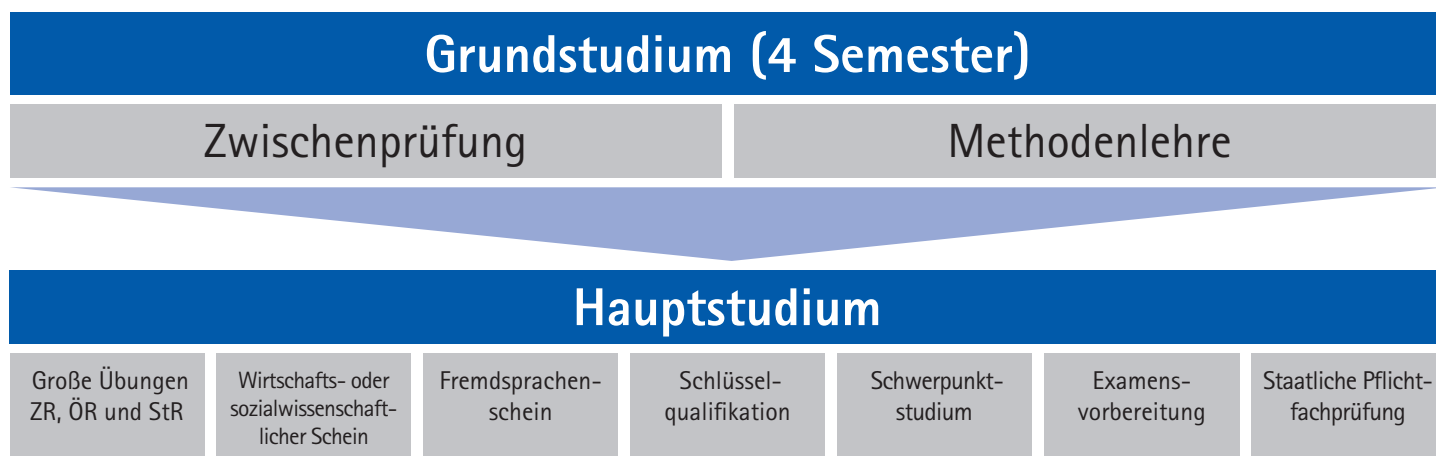 Grundstudium (4 Semester)
Zwischenprüfung
Methodenlehre
Hauptstudium
Große Übungen
ZR, ÖR und StR
Wirtschafts- oder
sozialwissenschaft-
licher Schein
Fremdsprachen-
schein
Schlüssel-
qualifikation
Schwerpunkt-
studium
Examens-
vorbereitung
Staatliche Pflicht-
fachprüfung